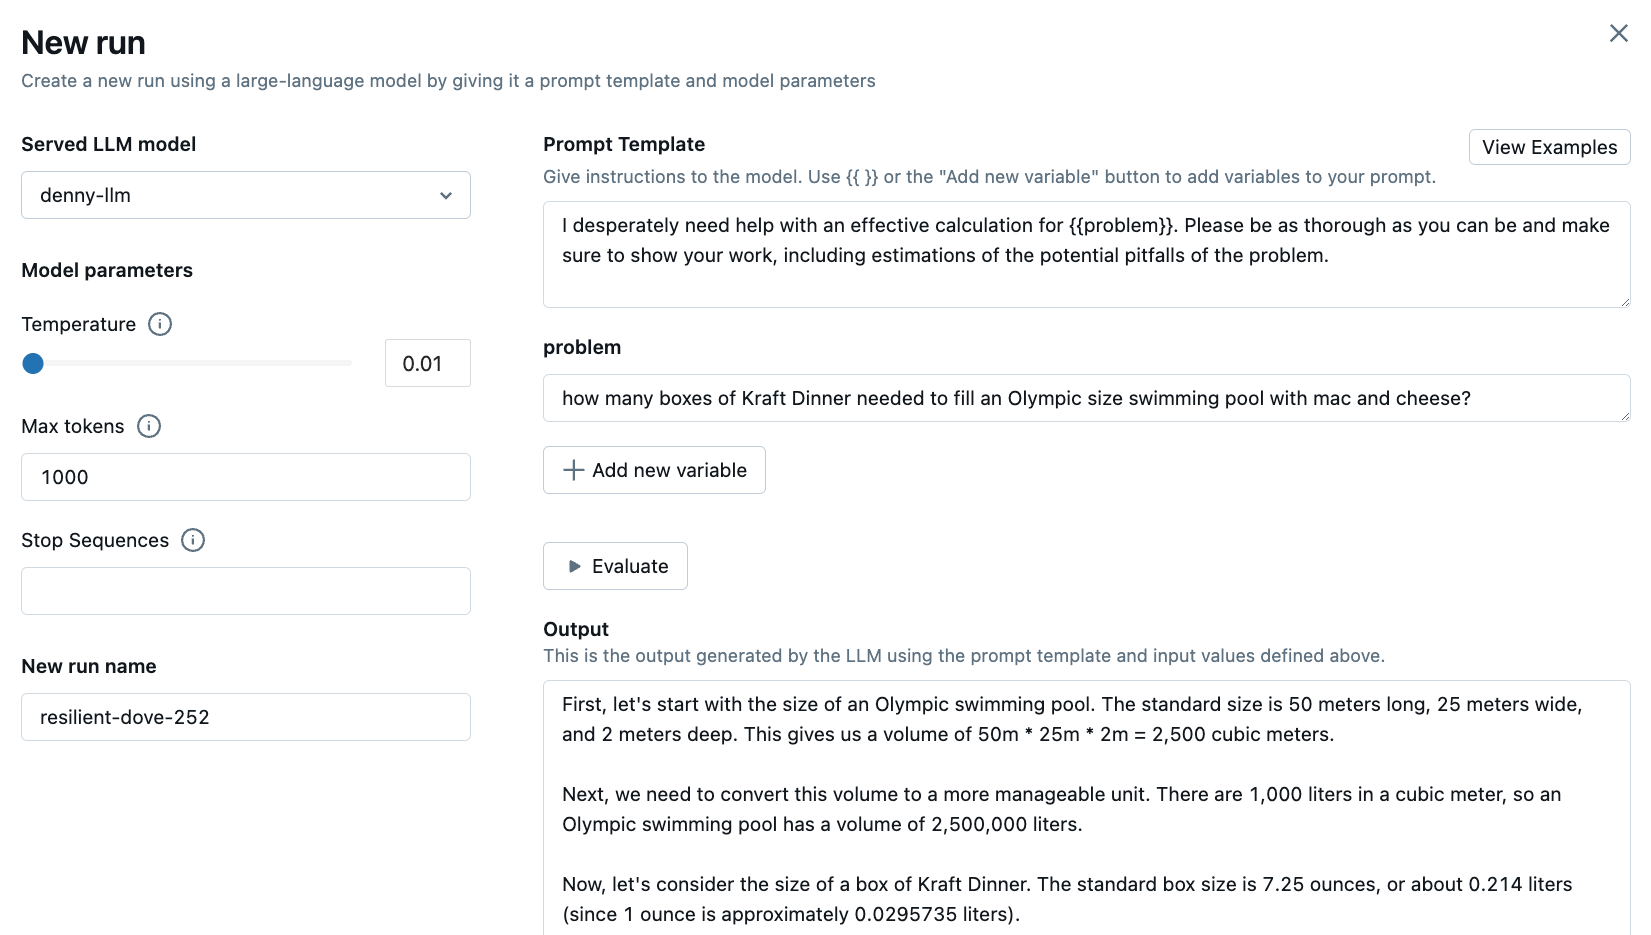 New run
Create a new run using a large-language model by giving it a prompt template and model parameters
Served LLM model
denny-llm
Model parameters
Temperature
0.01
Max tokens
1000
Stop Sequences
New run name
resilient-dove-252
Prompt Template
View Examples
Give instructions to the model. Use {{ }} or the "Add new variable" button to add variables to your prompt.
I desperately need help with an effective calculation for {{problem}}. Please be as thorough as you can be and make
sure to show your work, including estimations of the potential pitfalls of the problem.
problem
how many boxes of Kraft Dinner needed to fill an Olympic size swimming pool with mac and cheese?
Add new variable
Evaluate
Output
This is the output generated by the LLM using the prompt template and input values defined above.
First, let's start with the size of an Olympic swimming pool. The standard size is 50 meters long, 25 meters wide,
and 2 meters deep. This gives us a volume of 50m * 25m * 2m = 2,500 cubic meters.
Next, we need to convert this volume to a more manageable unit. There are 1,000 liters in a cubic meter, so an
Olympic swimming pool has a volume of 2,500,000 liters.
Now, let's consider the size of a box of Kraft Dinner. The standard box size is 7.25 ounces, or about 0.214 liters
(since 1 ounce is approximately 0.0295735 liters).